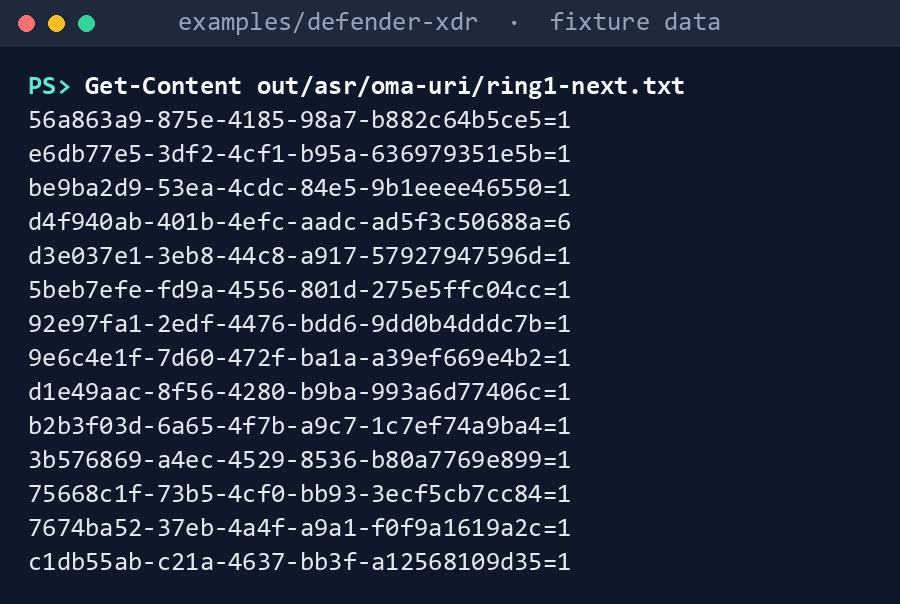 examples/defender-xdr · fixture data
PS> Get-Content out/asr/oma-uri/ring1-next.txt
56a863a9-875e-4185-98a7-b882c64b5ce5=1
e6db77e5-3df2-4cf1-b95a-636979351e5b=1
be9ba2d9-53ea-4cdc-84e5-9b1eeee46550=1
d4f940ab-401b-4efc-aadc-ad5f3c50688a=6
d3e037e1-3eb8-44c8-a917-57927947596d=1
5beb7efe-fd9a-4556-801d-275e5ffc04cc=1
92e97fa1-2edf-4476-bdd6-9dd0b4dddc7b=1
9e6c4e1f-7d60-472f-ba1a-a39ef669e4b2=1
d1e49aac-8f56-4280-b9ba-993a6d77406c=1
b2b3f03d-6a65-4f7b-a9c7-1c7ef74a9ba4=1
3b576869-a4ec-4529-8536-b80a7769e899=1
75668c1f-73b5-4cf0-bb93-3ecf5cb7cc84=1
7674ba52-37eb-4a4f-a9a1-f0f9a1619a2c=1
c1db55ab-c21a-4637-bb3f-a12568109d35=1